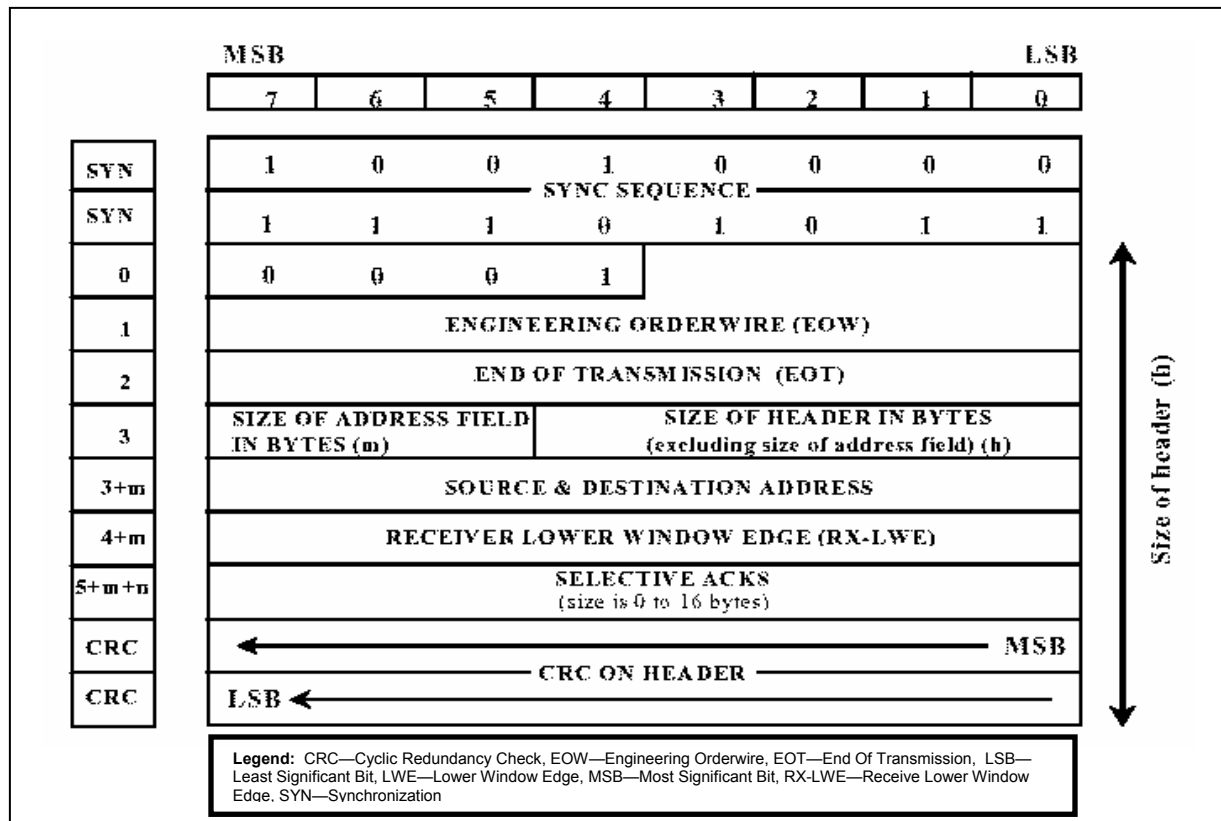 MSB LSB
7 6 5 4 3 2 1 0
SYN 1 0 0 1 0 0 0 0
SYNC SEQUENCE
SYN 1 1 1 0 1 0 1 1
0 0 0 0 1
1 ENGINEERING ORDERWIRE (EOW)
2 END OF TRANSMISSION (EOT)
3 SIZE OF ADDRESS FIELD
IN BYTES (m)
SIZE OF HEADER IN BYTES
(excluding size of address field) (h)
3+m SOURCE & DESTINATION ADDRESS
4+m RECEIVER LOWER WINDOW EDGE (RX-LWE)
5+m+n SELECTIVE ACKS
(size is 0 to 16 bytes)
CRC MSB
CRC ON HEADER
CRC LSB
Size of header (h)
Legend: CRC—Cyclic Redundancy Check, EOW—Engineering Orderwire, EOT—End Of Transmission, LSB—
Least Significant Bit, LWE—Lower Window Edge, MSB—Most Significant Bit, RX-LWE—Receive Lower Window
Edge, SYN—Synchronization